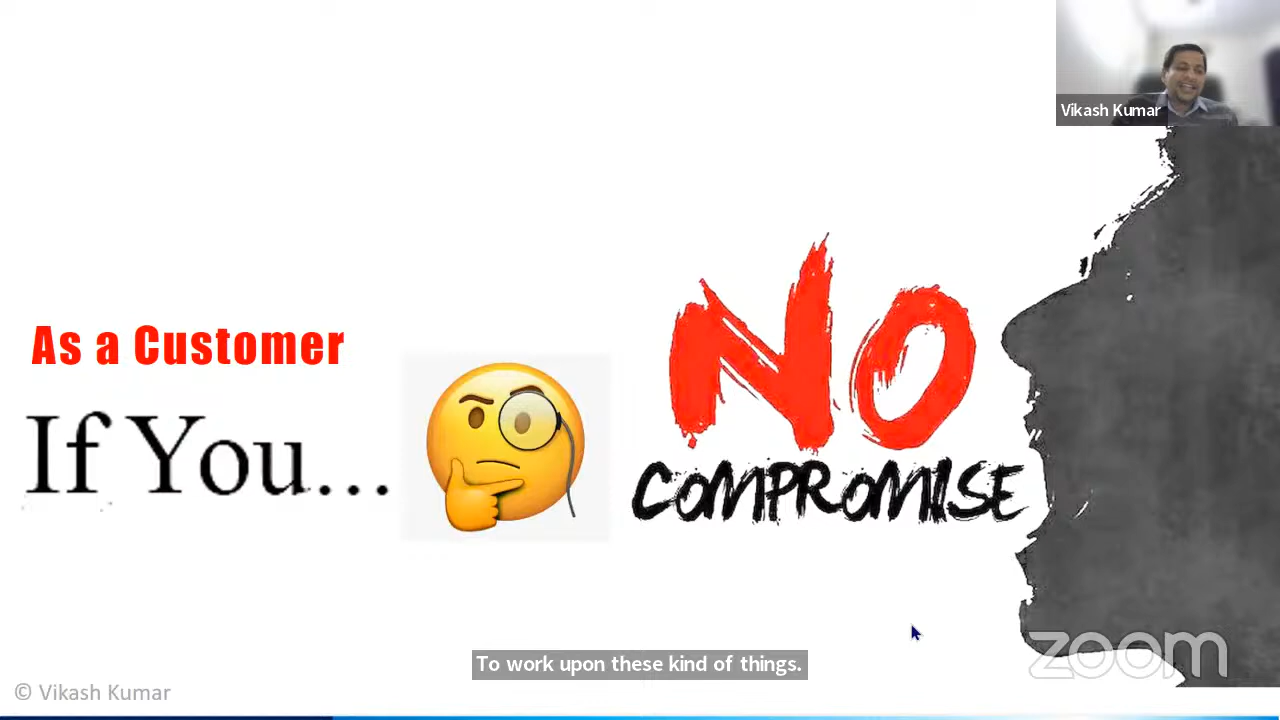 Vikash Kumar
As a Customer
If You...
NO
COMPROMISE
To work upon these kind of things.
zoom
© Vikash Kumar